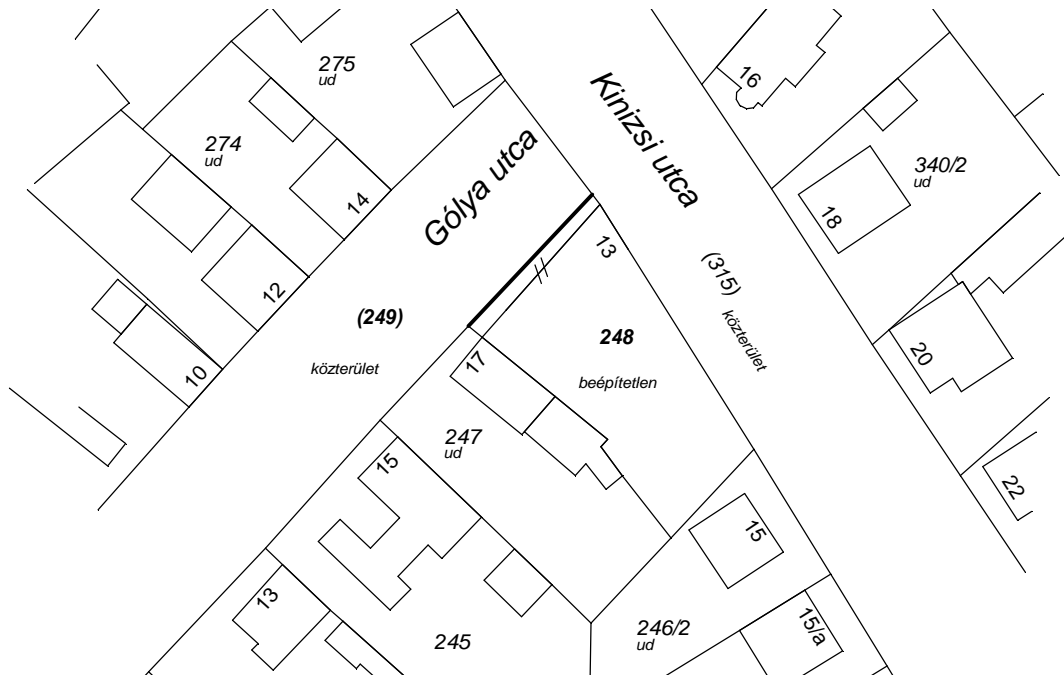 275
ud
16
Kinizsi utca
274
ud
Gólya utca
340/2
ud
14
18
13
(315)
közterület
12
(249)
közterület
248
beépítetlen
20
17
10
247
ud
15
22
15
13
245
246/2
ud
15/a